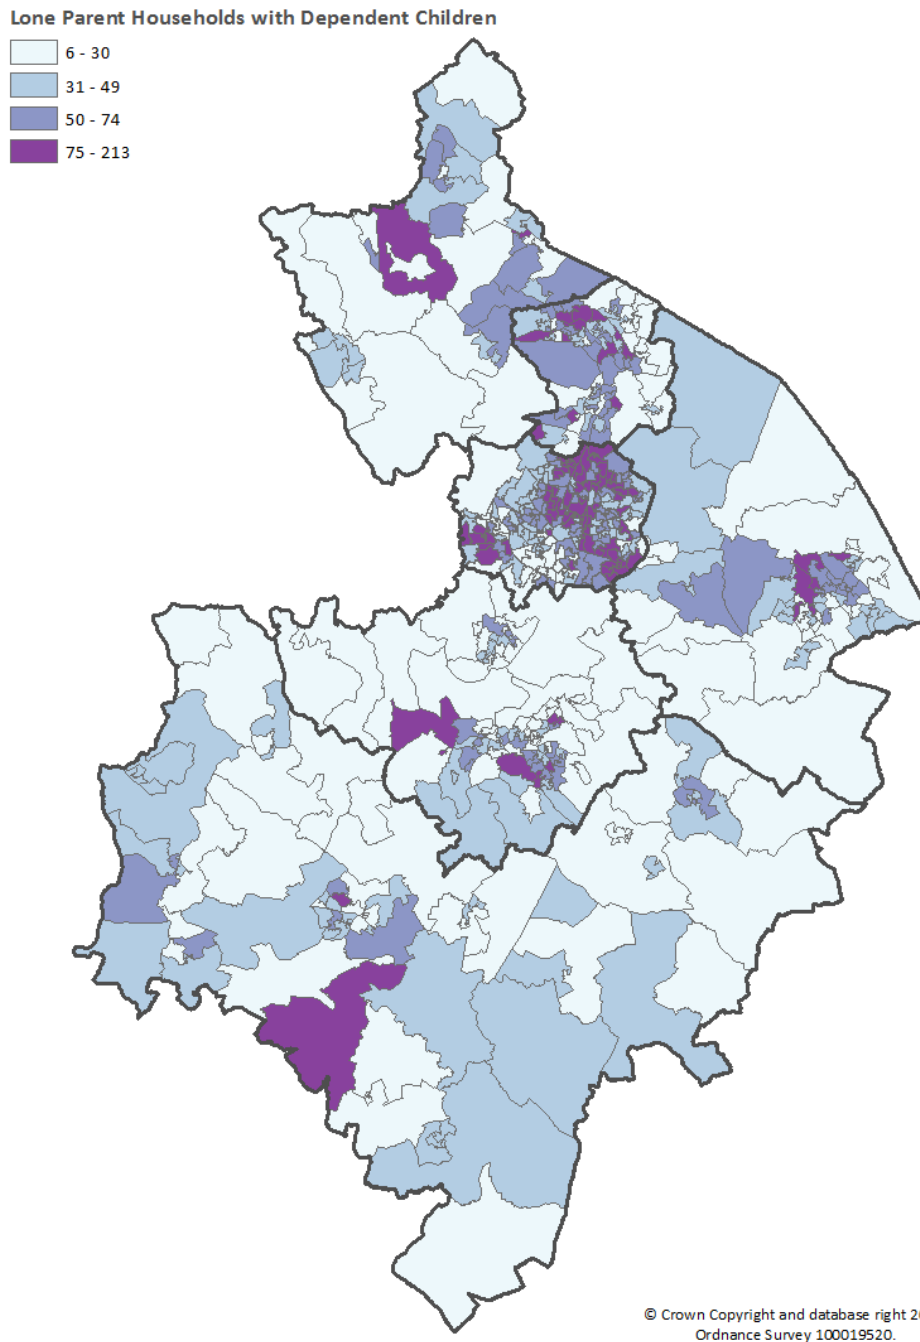 Lone Parent Households with Dependent Children
6 - 30
31 - 49
50 - 74
75 - 213
© Crown Copyright and database right
Ordnance Survey 100019520.